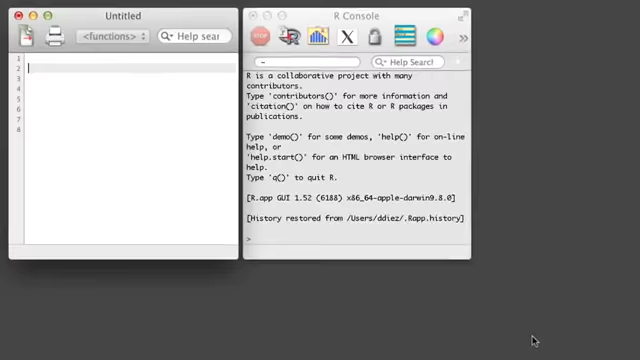 Untitled
<functions>
Help sear
1
2
3
4
5
6
7
8
R Console
STOP
R
X
~
Help Search
R is a collaborative project with many
contributors.
Type 'contributors()' for more information and
'citation()' on how to cite R or R packages in
publications.

Type 'demo()' for some demos, 'help()' for on-line
help, or
'help.start()' for an HTML browser interface to
help.
Type 'q()' to quit R.

[R.app GUI 1.52 (6188) x86_64-apple-darwin9.8.0]

[History restored from /Users/ddiez/.Rapp.history]

>